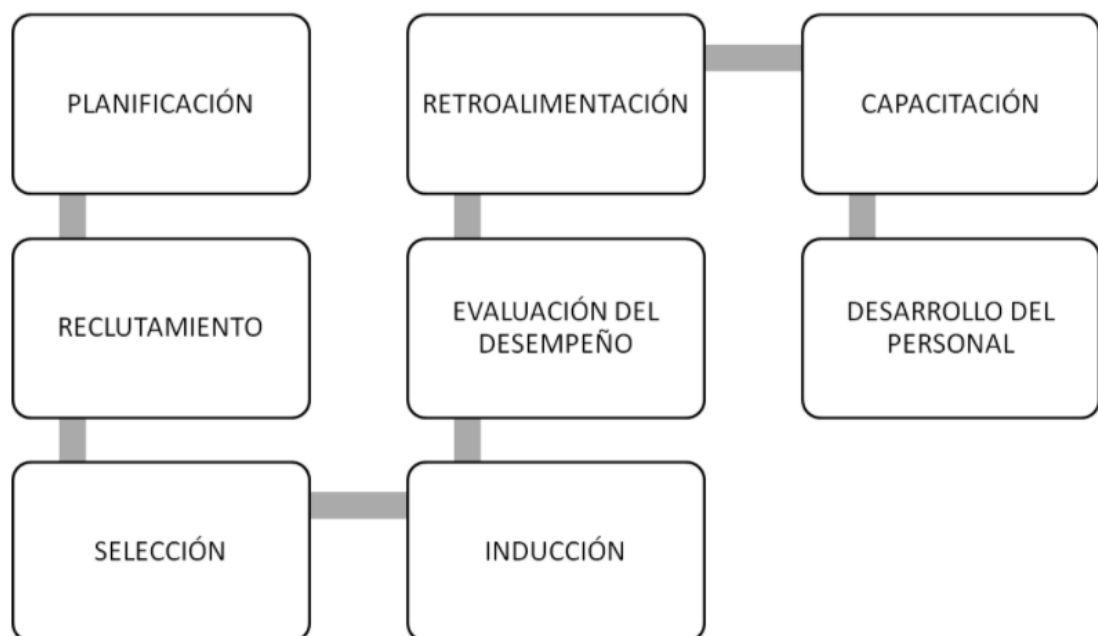 PLANIFICACIÓN
RECLUTAMIENTO
SELECCIÓN
INDUCCIÓN
EVALUACIÓN DEL
DESEMPEÑO
RETROALIMENTACIÓN
CAPACITACIÓN
DESARROLLO DEL
PERSONAL